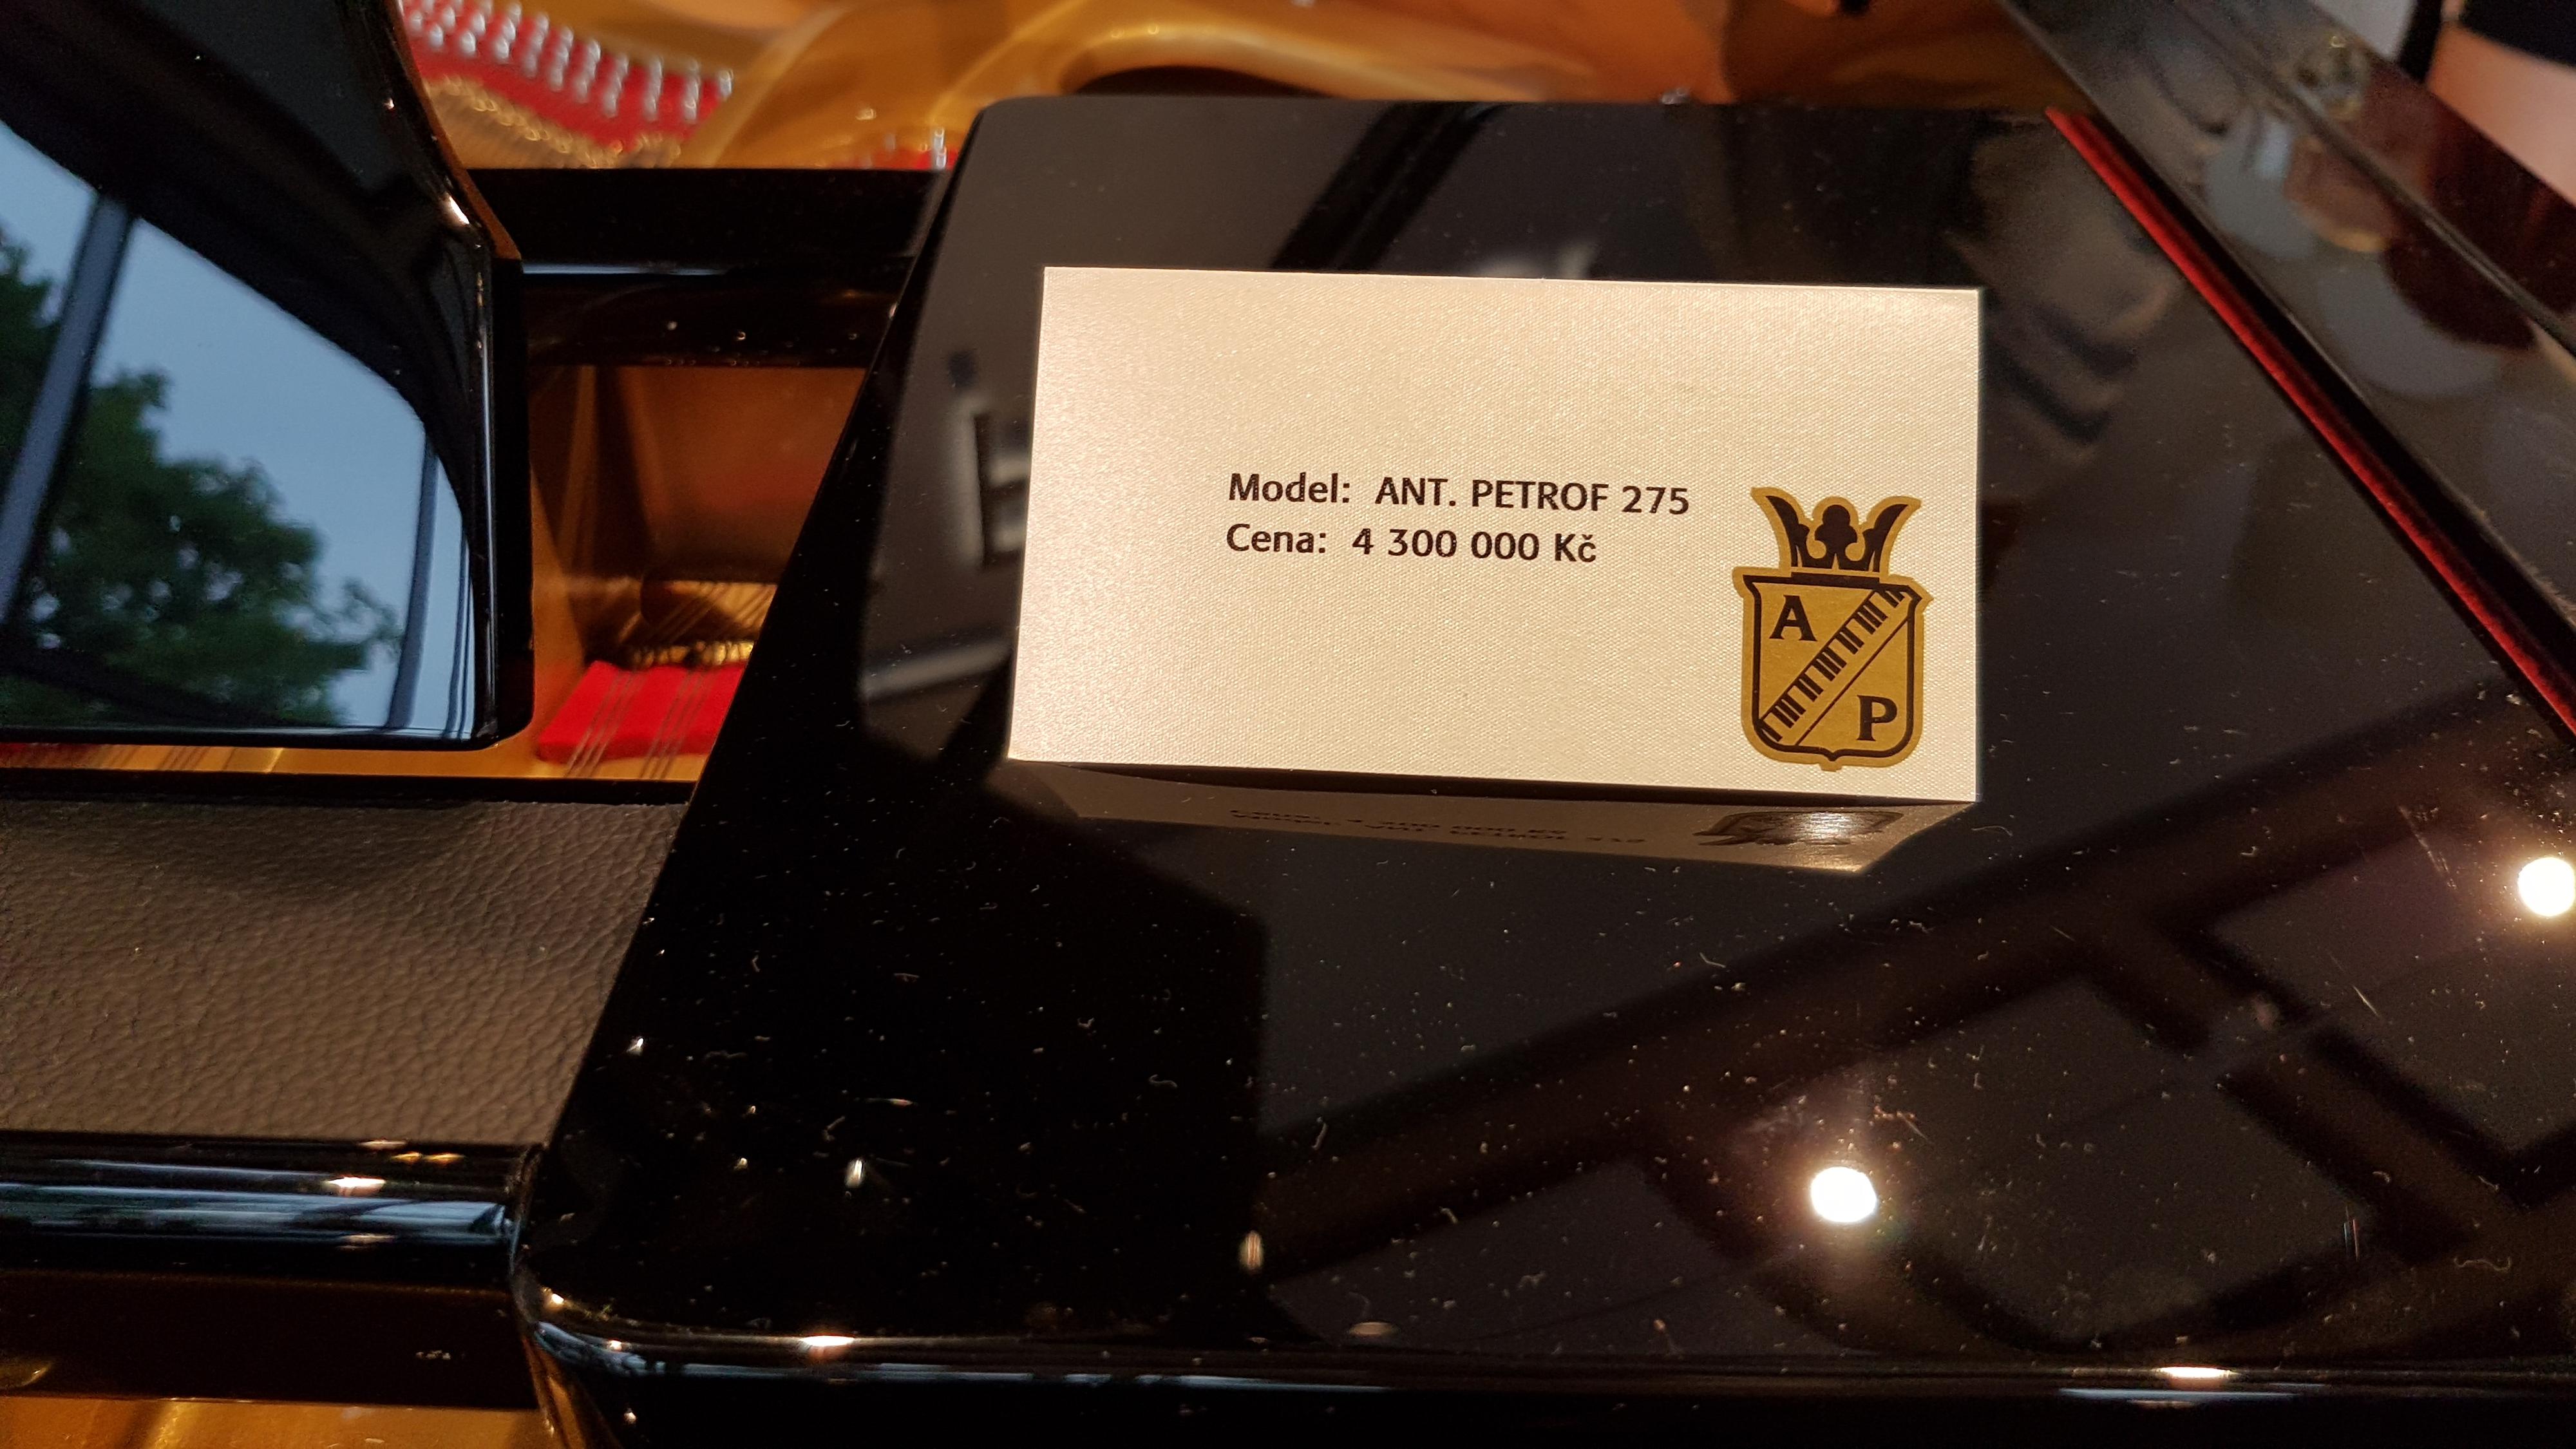 Model: ANT. PETROF 275
Cena: 4 300 000 Kč
A
P